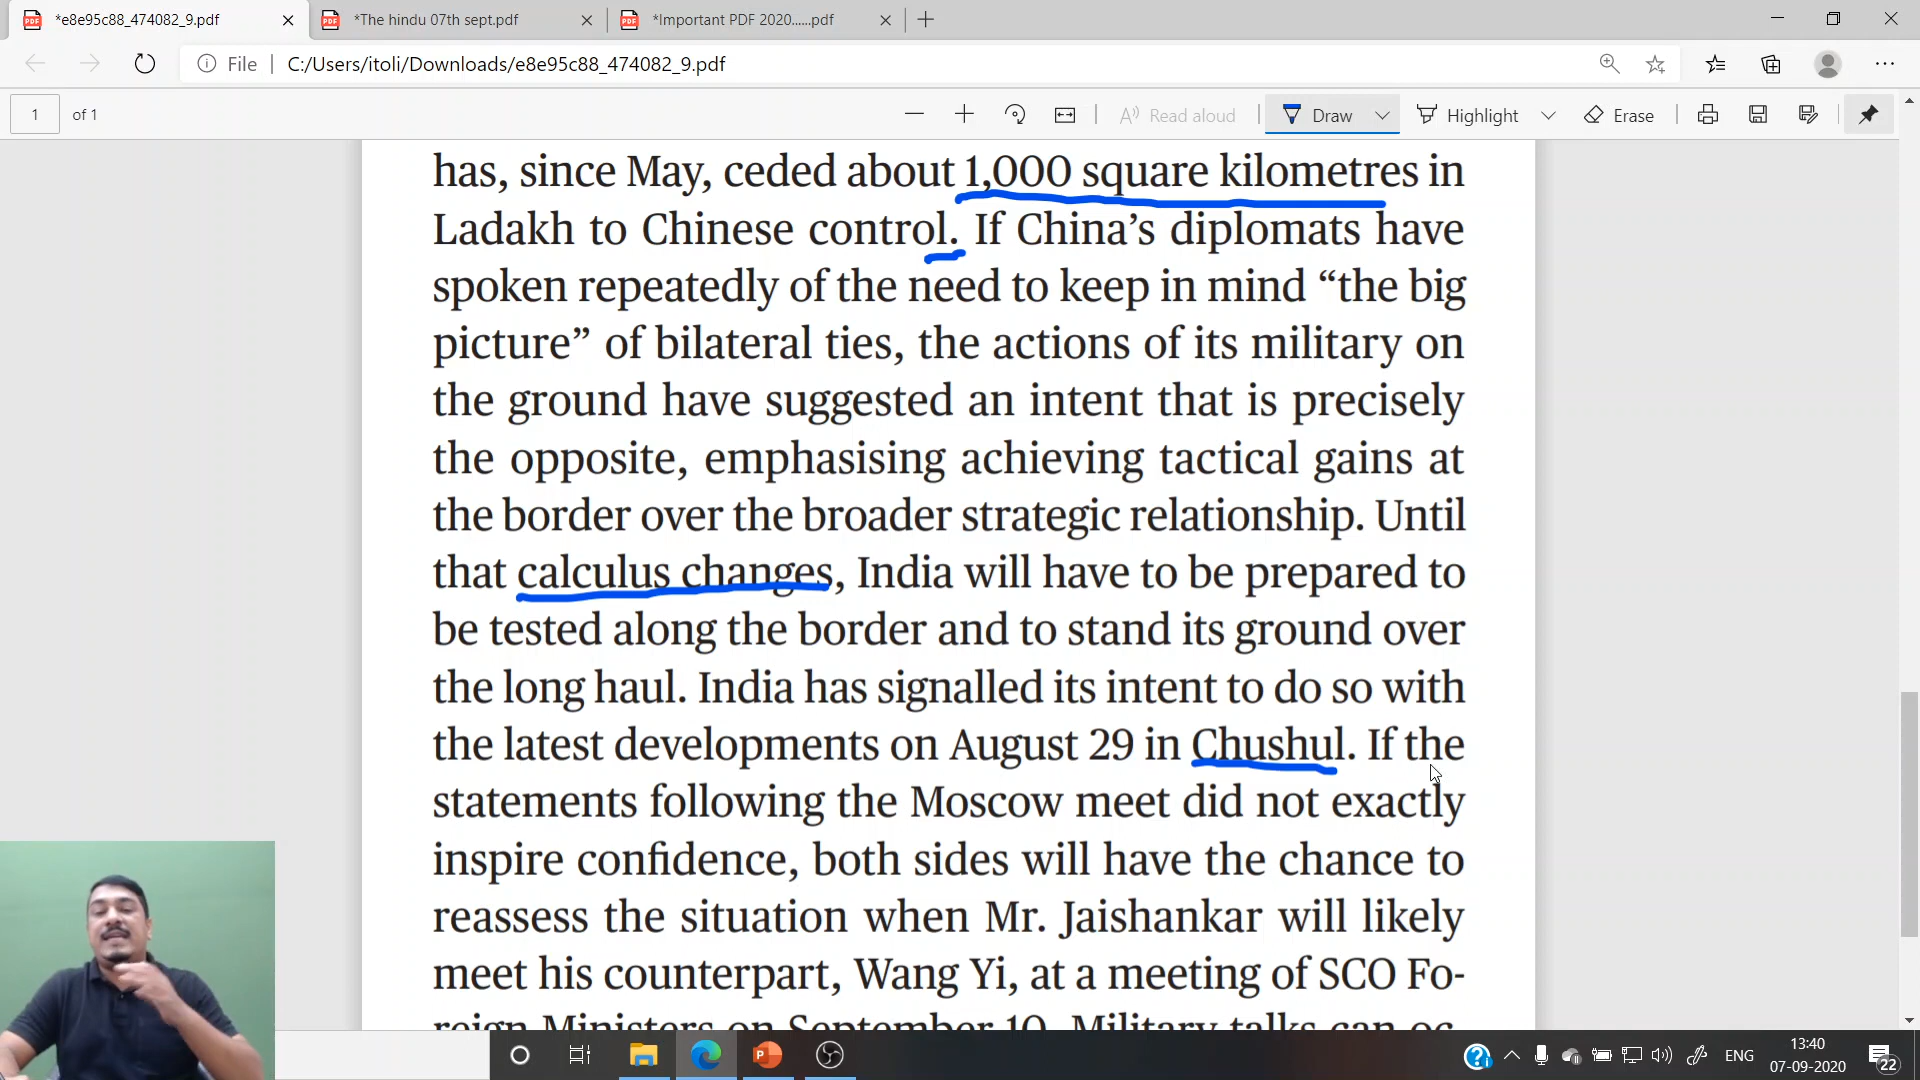 *e8e95c88_474082_9.pdf
*The hindu 07th sept.pdf
*Important PDF 2020......pdf
File
C:/Users/itoli/Downloads/e8e95c88_474082_9.pdf
1 of 1
Read aloud
Draw
Highlight
Erase
has, since May, ceded about 1,000 square kilometres in
Ladakh to Chinese control. If China’s diplomats have
spoken repeatedly of the need to keep in mind “the big
picture” of bilateral ties, the actions of its military on
the ground have suggested an intent that is precisely
the opposite, emphasising achieving tactical gains at
the border over the broader strategic relationship. Until
that calculus changes, India will have to be prepared to
be tested along the border and to stand its ground over
the long haul. India has signalled its intent to do so with
the latest developments on August 29 in Chushul. If the
statements following the Moscow meet did not exactly
inspire confidence, both sides will have the chance to
reassess the situation when Mr. Jaishankar will likely
meet his counterpart, Wang Yi, at a meeting of SCO Fo-
reign Ministers on September 10. Military talks can oc-
ENG
13:40
07-09-2020
22